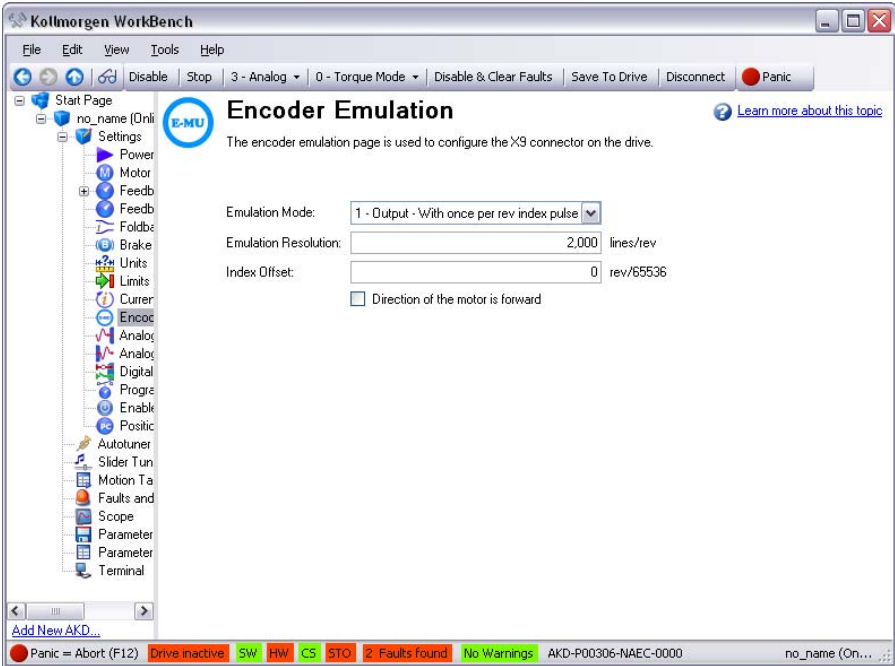 Kollmorgen WorkBench
File Edit View Tools Help
Disable Stop 3 - Analog 0 - Torque Mode Disable & Clear Faults Save To Drive Disconnect Panic
Start Page
no_name (Onli
Settings
Power
Motor
Feedb
Feedb
Foldba
Brake
Units
Limits
Currer
Encoc
Analog
Analog
Digital
Progra
Enable
Positic
Autotuner
Slider Tun
Motion Ta
Faults and
Scope
Parameter
Parameter
Terminal
Add New AKD...
E-MU
Encoder Emulation
Learn more about this topic
The encoder emulation page is used to configure the X9 connector on the drive.
Emulation Mode: 1 - Output - With once per rev index pulse
Emulation Resolution: 2,000 lines/rev
Index Offset: 0 rev/65536
Direction of the motor is forward
Panic = Abort (F12) Drive inactive SW HW CS STO 2 Faults found No Warnings AKD-P00306-NAEC-0000 no_name (On...